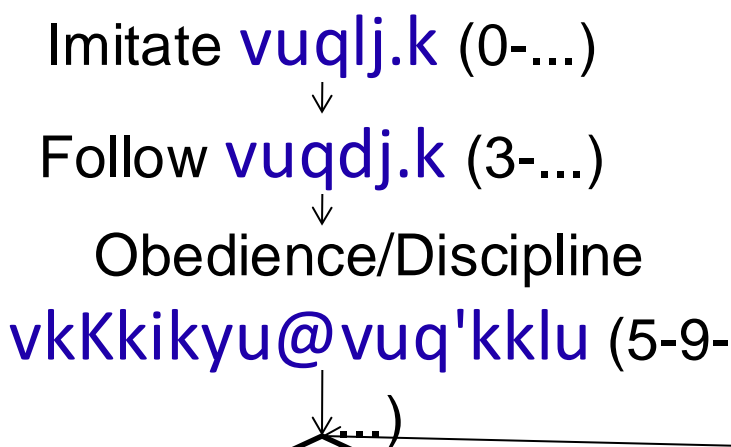 Imitate vuqlj.k (0-...)
Follow vuqdj.k (3-...)
Obedience/Discipline
vkKkikyu@vuq'kklu (5-9-
...)